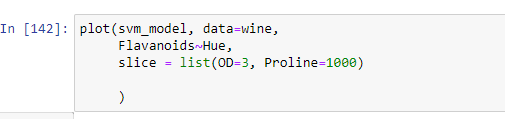 In [142]: plot(svm_model, data=wine,
Flavanoids~Hue,
slice = list(OD=3, Proline=1000)
)